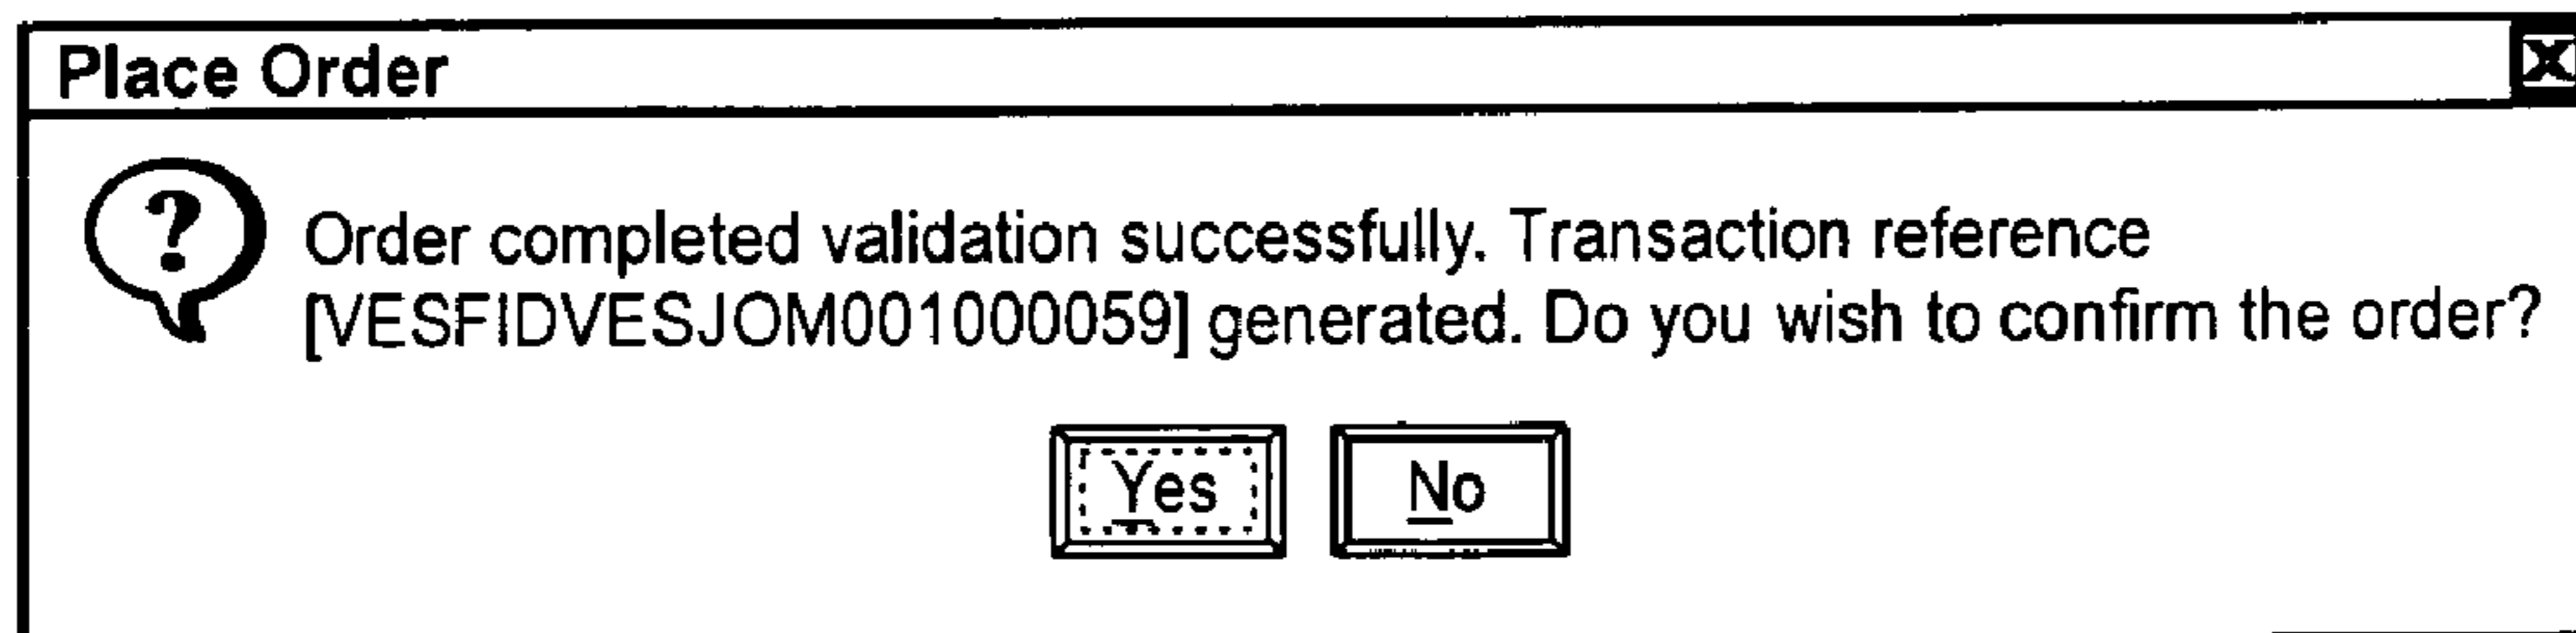 Place Order
?
Order completed validation successfully. Transaction reference
[VESFIDVESJOM001000059] generated. Do you wish to confirm the order?
Yes No